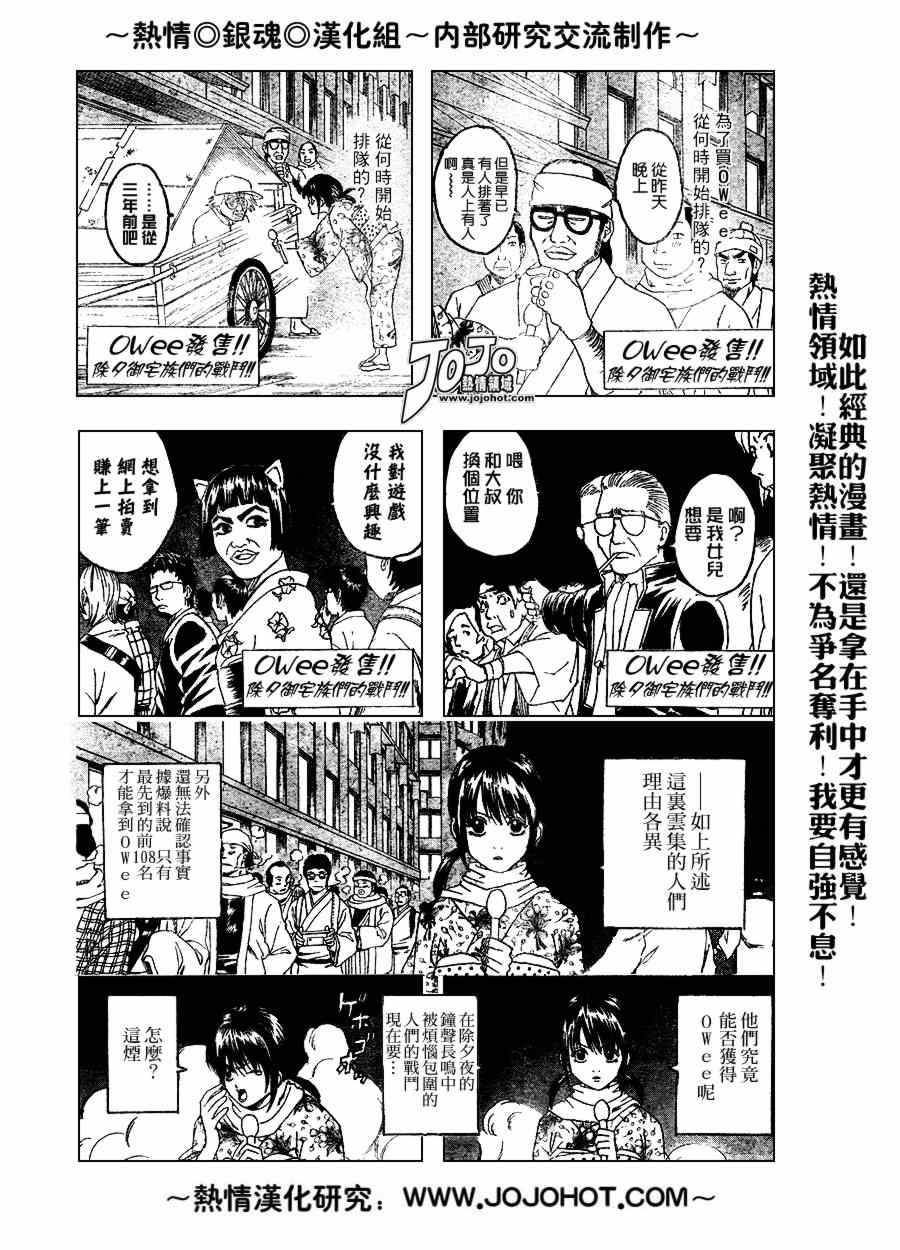 ～熱情◎銀魂◎漢化組～内部研究交流制作～
為了買OWee
從何時開始
排隊的？
從昨天
晚上
但是早已
有人排著了
真是人上有人
啊～～
OWee發售!!
除夕御宅族們的戰鬥!!
從何時開始
排隊的？
……是從
三年前吧
OWee發售!!
除夕御宅族們的戰鬥!!
JOJO
熱情領域
www.jojohot.com
啊？
是我女兒
想要
喂 你
和大叔
換個位置
OWee發售!!
除夕御宅族們的戰鬥!!
我對遊戲
沒什麼興趣
想拿到
網上拍賣
賺上一筆
OWee發售!!
除夕御宅族們的戰鬥!!
──如上所述
這裏雲集的人們
理由各異
另外
還無法確認事實
據爆料說 只有
最先到的前108名
才能拿到OWee
他們究竟
能否獲得
OWee呢
在除夕夜的
鐘聲長鳴中
被煩惱包圍的
人們的戰鬥
現在要…
ゲホゴホ
怎麼？
這煙
如此經典的漫畫！還是拿在手中才更有感覺！
熱情領域！凝聚熱情！不為爭名奪利！我要自強不息！
～熱情漢化研究：WWW.JOJOHOT.COM～